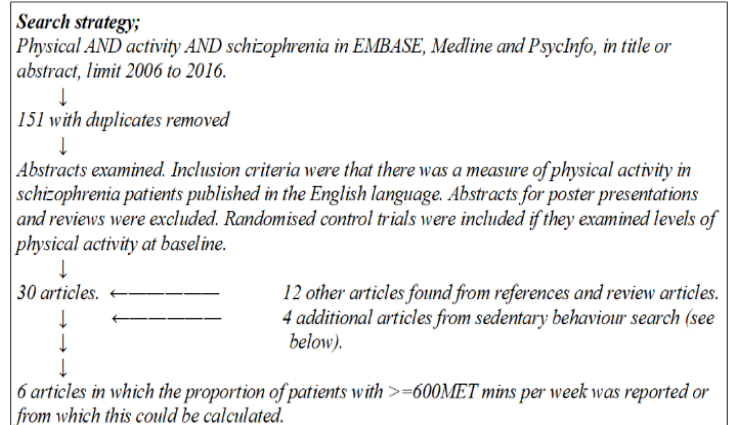 Search strategy;
Physical AND activity AND schizophrenia in EMBASE, Medline and PsycInfo, in title or
abstract, limit 2006 to 2016.
↓
151 with duplicates removed
↓
Abstracts examined. Inclusion criteria were that there was a measure of physical activity in
schizophrenia patients published in the English language. Abstracts for poster presentations
and reviews were excluded. Randomised control trials were included if they examined levels of
physical activity at baseline.
↓
30 articles. ←————— 12 other articles found from references and review articles.
↓ ←————— 4 additional articles from sedentary behaviour search (see
↓ below).
↓
6 articles in which the proportion of patients with >=600MET mins per week was reported or
from which this could be calculated.